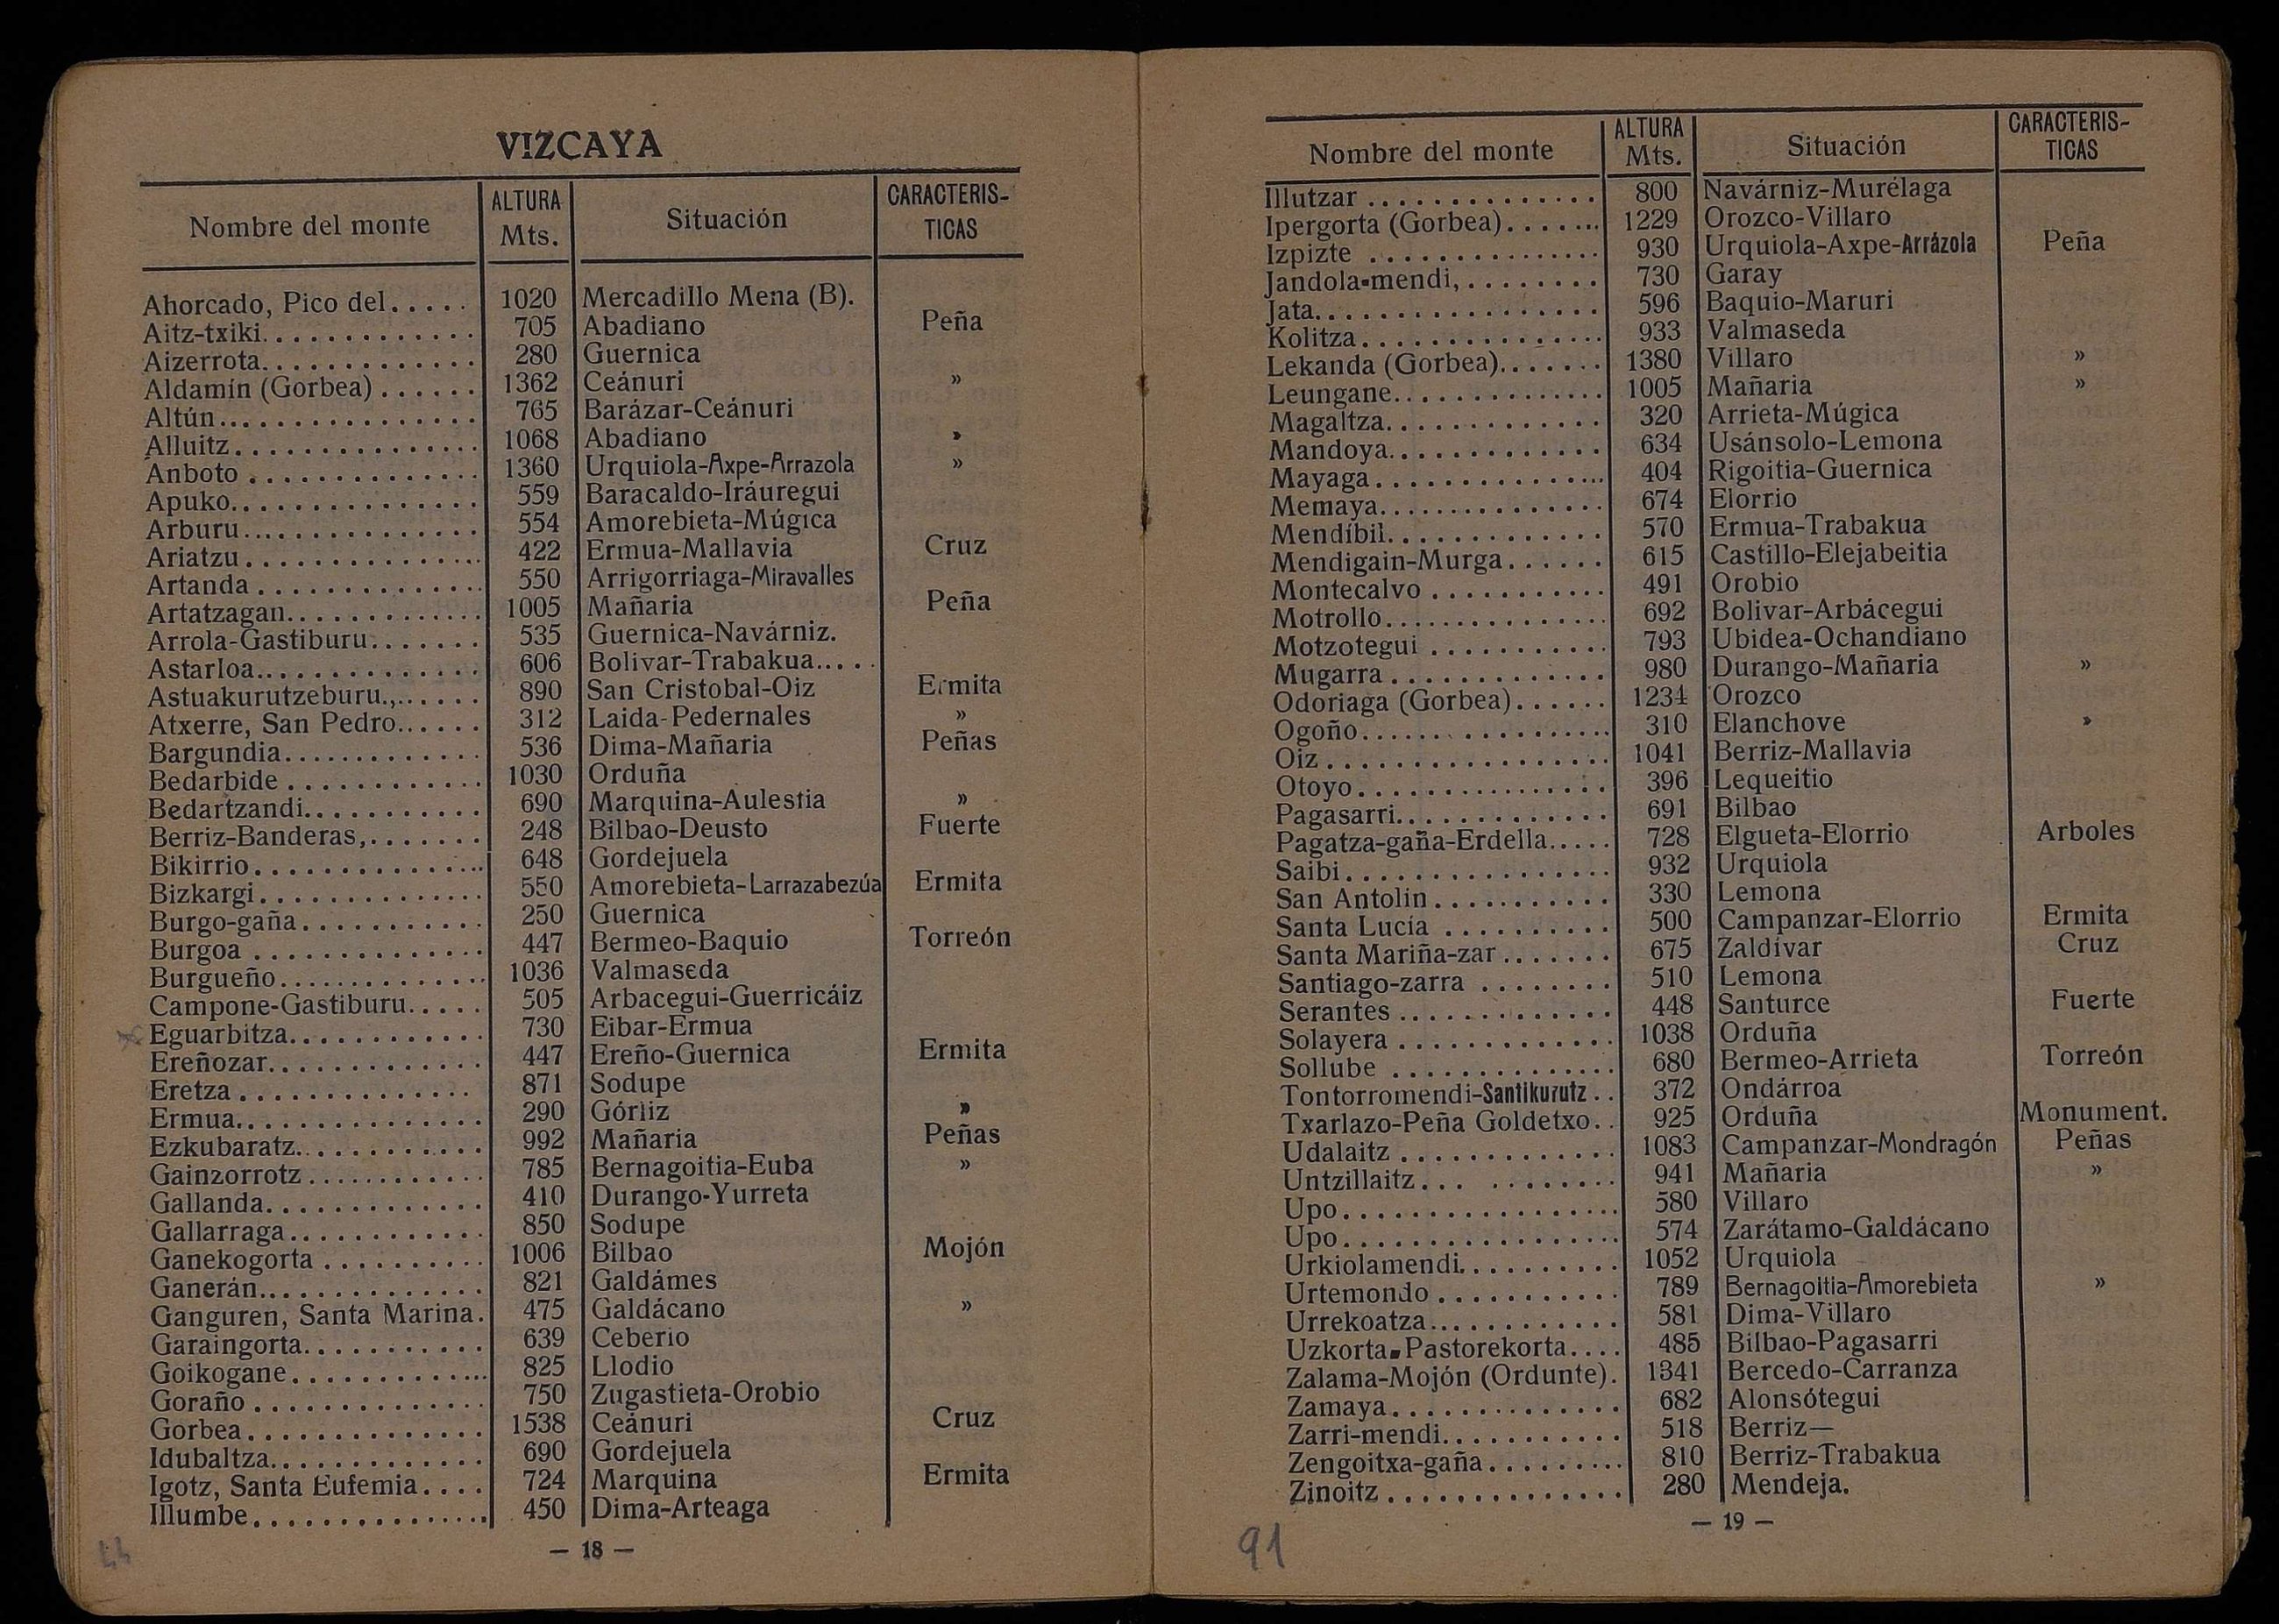 VIZCAYA
Nombre del monte ALTURA Mts. Situación CARACTERIS-TICAS
Ahorcado, Pico del..... 1020 Mercadillo Mena (B).
Aitz-txiki............. 705 Abadiano Peña
Aizerrota............. 280 Guernica
Aldamín (Gorbea) ...... 1362 Ceánuri »
Altún................ 765 Barázar-Ceánuri
Alluitz............... 1068 Abadiano »
Anboto .............. 1360 Urquiola-Axpe-Arrazola »
Apuko............... 559 Baracaldo-Iráuregui
Arburu............... 554 Amorebieta-Múgica
Ariatzu............... 422 Ermua-Mallavia Cruz
Artanda .............. 550 Arrigorriaga-Miravalles
Artatzagan............ 1005 Mañaria Peña
Arrola-Gastiburu....... 535 Guernica-Navárniz.
Astarloa.............. 606 Bolivar-Trabakua.....
Astuakurutzeburu.,...... 890 San Cristobal-Oiz Ermita
Atxerre, San Pedro...... 312 Laida-Pedernales »
Bargundia............. 536 Dima-Mañaria Peñas
Bedarbide ............ 1030 Orduña
Bedartzandi........... 690 Marquina-Aulestia »
Berriz-Banderas,....... 248 Bilbao-Deusto Fuerte
Bikirrio............... 648 Gordejuela
Bizkargi.............. 550 Amorebieta-Larrazabezúa Ermita
Burgo-gaña........... 250 Guernica
Burgoa .............. 447 Bermeo-Baquio Torreón
Burgueño............. 1036 Valmaseda
Campone-Gastiburu..... 505 Arbacegui-Guerricáiz
Eguarbitza............ 730 Eibar-Ermua
Ereñozar............. 447 Ereño-Guernica Ermita
Eretza .............. 871 Sodupe
Ermua............... 290 Górliz »
Ezkubaratz............ 992 Mañaria Peñas
Gainzorrotz............ 785 Bernagoitia-Euba »
Gallanda............. 410 Durango-Yurreta
Gallarraga............ 850 Sodupe
Ganekogorta .......... 1006 Bilbao Mojón
Ganerán.............. 821 Galdámes
Ganguren, Santa Marina. 475 Galdácano »
Garaingorta........... 639 Ceberio
Goikogane............. 825 Llodio
Goraño .............. 750 Zugastieta-Orobio
Gorbea............... 1538 Ceánuri Cruz
Idubaltza............. 690 Gordejuela
Igotz, Santa Eufemia.... 724 Marquina Ermita
Illumbe............... 450 Dima-Arteaga
44
— 18 —
Nombre del monte ALTURA Mts. Situación CARACTERIS-TICAS
Illutzar .............. 800 Navárniz-Murélaga
Ipergorta (Gorbea)....... 1229 Orozco-Villaro
Izpizte ............... 930 Urquiola-Axpe-Arrázola Peña
Jandola-mendi,........ 730 Garay
Jata................. 596 Baquio-Maruri
Kolitza............... 933 Valmaseda
Lekanda (Gorbea)....... 1380 Villaro »
Leungane............. 1005 Mañaria »
Magaltza............. 320 Arrieta-Múgica
Mandoya............. 634 Usánsolo-Lemona
Mayaga............... 404 Rigoitia-Guernica
Memaya.............. 674 Elorrio
Mendíbil............. 570 Ermua-Trabakua
Mendigain-Murga...... 615 Castillo-Elejabeitia
Montecalvo ........... 491 Orobio
Motrollo.............. 692 Bolivar-Arbácegui
Motzotegui ........... 793 Ubidea-Ochandiano
Mugarra ............. 980 Durango-Mañaria »
Odoriaga (Gorbea)...... 1234 Orozco
Ogoño................ 310 Elanchove »
Oiz ................. 1041 Berriz-Mallavia
Otoyo................ 396 Lequeitio
Pagasarri............. 691 Bilbao
Pagatza-gaña-Erdella..... 728 Elgueta-Elorrio Arboles
Saibi................ 932 Urquiola
San Antolin........... 330 Lemona
Santa Lucía .......... 500 Campanzar-Elorrio Ermita
Santa Mariña-zar....... 675 Zaldívar Cruz
Santiago-zarra ........ 510 Lemona
Serantes ............. 448 Santurce Fuerte
Solayera ............. 1038 Orduña
Sollube .............. 680 Bermeo-Arrieta Torreón
Tontorromendi-Santikurutz.. 372 Ondárroa
Txarlazo-Peña Goldetxo.. 925 Orduña Monument.
Udalaitz ............. 1083 Campanzar-Mondragón Peñas
Untzillaitz... ........ 941 Mañaria »
Upo................. 580 Villaro
Upo................. 574 Zarátamo-Galdácano
Urkiolamendi.......... 1052 Urquiola
Urtemondo ........... 789 Bernagoitia-Amorebieta »
Urrekoatza............ 581 Dima-Villaro
Uzkorta-Pastorekorta.... 485 Bilbao-Pagasarri
Zalama-Mojón (Ordunte). 1341 Bercedo-Carranza
Zamaya.............. 682 Alonsótegui
Zarri-mendi........... 518 Berriz—
Zengoitxa-gaña......... 810 Berriz-Trabakua
Zinoitz .............. 280 Mendeja.
91
— 19 —